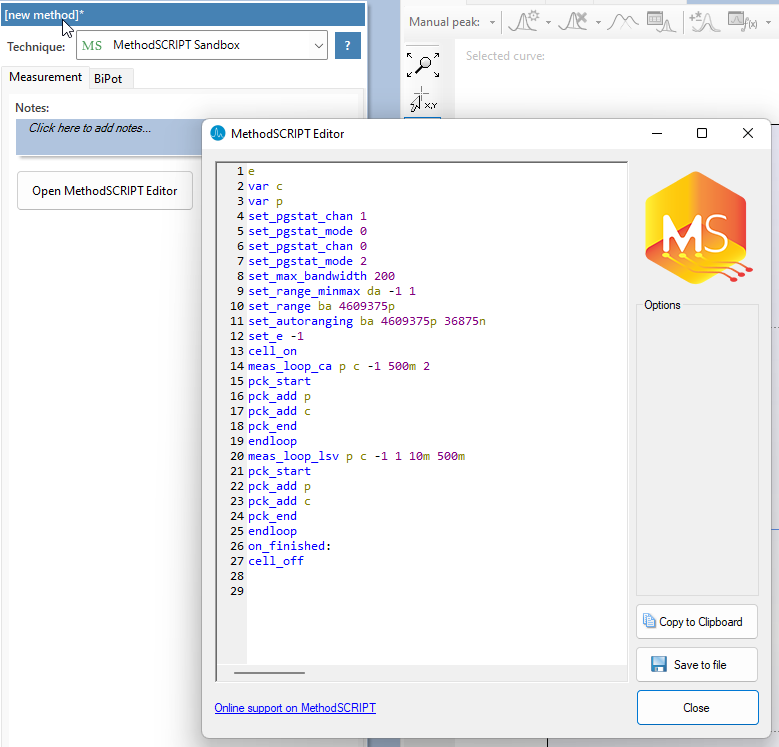 [new method]*
Manual peak:
Technique: MS MethodSCRIPT Sandbox ?
Selected curve:
Measurement BiPot
X,Y
Notes:
Click here to add notes...
Open MethodSCRIPT Editor
MethodSCRIPT Editor
1 e
2 var c
3 var p
4 set_pgstat_chan 1
5 set_pgstat_mode 0
6 set_pgstat_chan 0
7 set_pgstat_mode 2
8 set_max_bandwidth 200
9 set_range_minmax da -1 1
10 set_range ba 4609375p
11 set_autoranging ba 4609375p 36875n
12 set_e -1
13 cell_on
14 meas_loop_ca p c -1 500m 2
15 pck_start
16 pck_add p
17 pck_add c
18 pck_end
19 endloop
20 meas_loop_lsv p c -1 1 10m 500m
21 pck_start
22 pck_add p
23 pck_add c
24 pck_end
25 endloop
26 on_finished:
27 cell_off
28
29
MS
Options
Copy to Clipboard
Save to file
Close
Online support on MethodSCRIPT